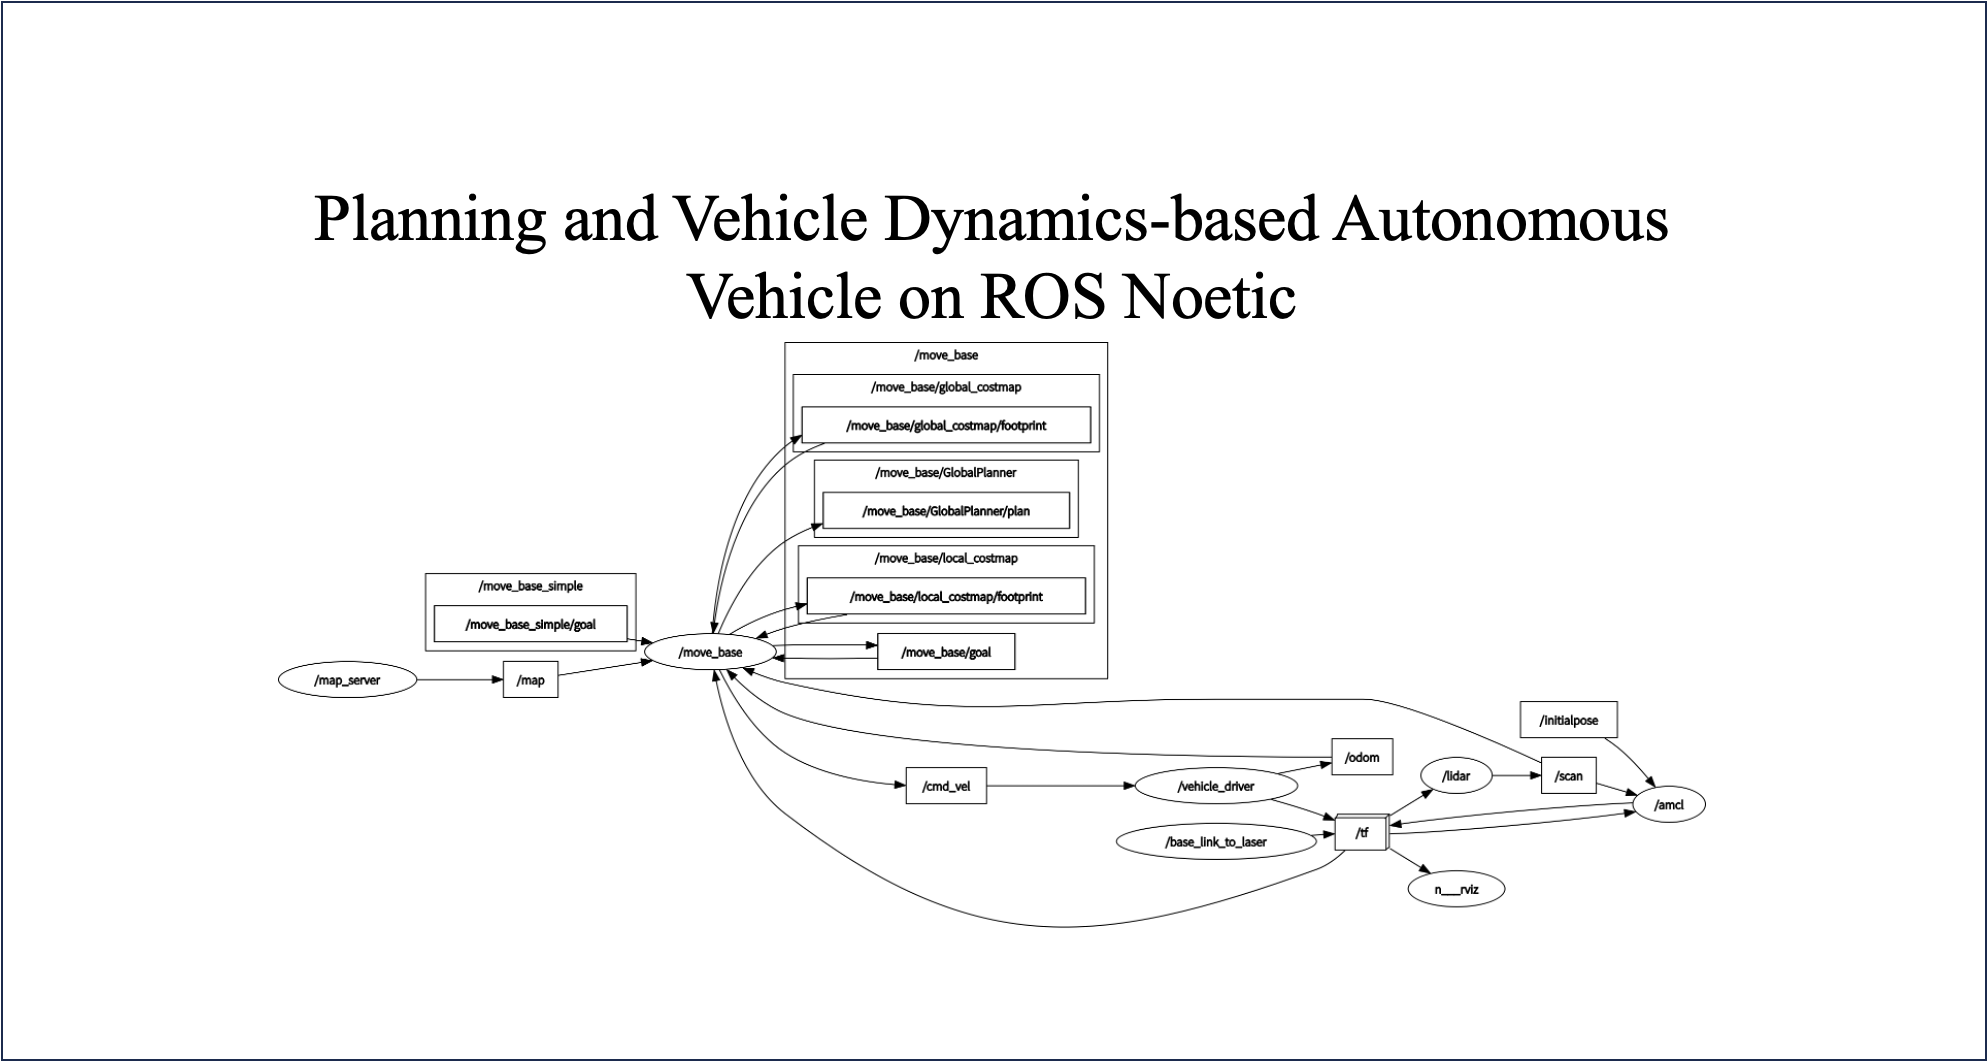 Planning and Vehicle Dynamics-based Autonomous
Vehicle on ROS Noetic
/move_base
/move_base/global_costmap
/move_base/global_costmap/footprint
/move_base/GlobalPlanner
/move_base/GlobalPlanner/plan
/move_base/local_costmap
/move_base/local_costmap/footprint
/move_base/goal
/move_base_simple
/move_base_simple/goal
/move_base
/map_server
/map
/initialpose
/odom
/cmd_vel
/vehicle_driver
/lidar
/scan
/amcl
/tf
/base_link_to_laser
n___rviz